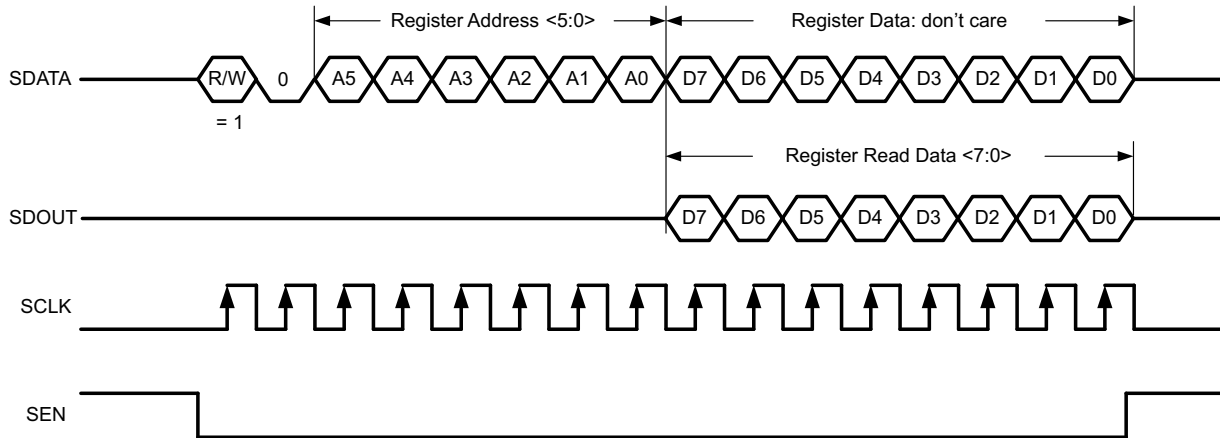 Register Address <5:0> Register Data: don't care
SDATA R/W 0 A5 A4 A3 A2 A1 A0 D7 D6 D5 D4 D3 D2 D1 D0
= 1
Register Read Data <7:0>
SDOUT D7 D6 D5 D4 D3 D2 D1 D0
SCLK
SEN